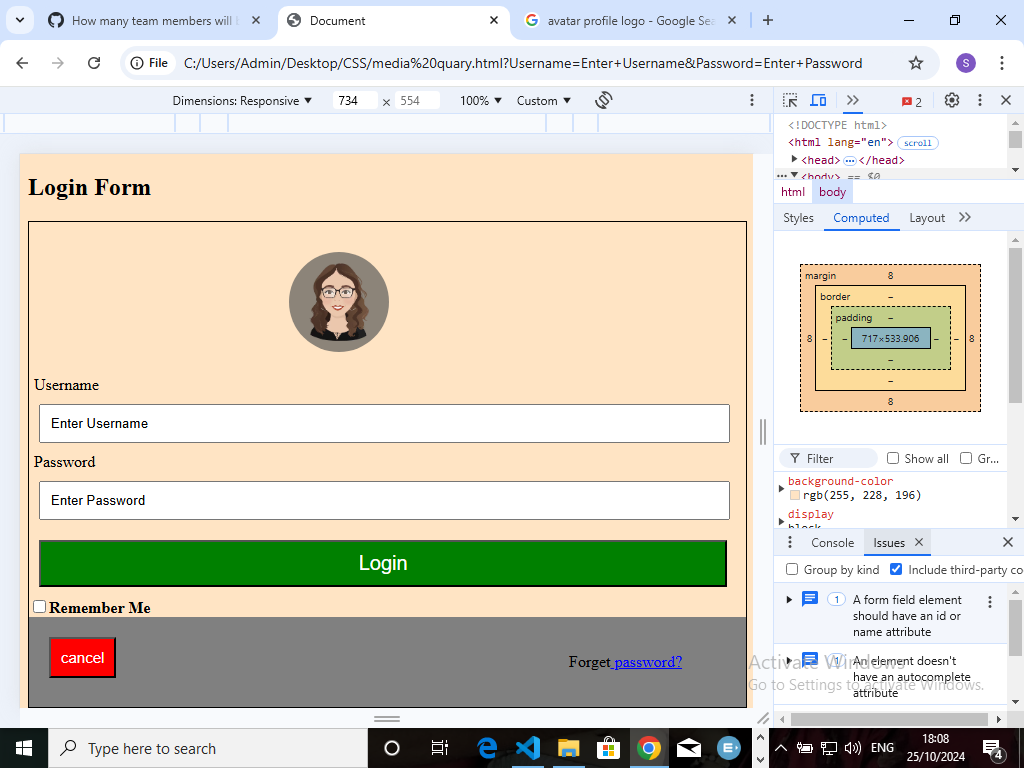 How many team members will
Document
avatar profile logo - Google Sea
File
C:/Users/Admin/Desktop/CSS/media%20quary.html?Username=Enter+Username&Password=Enter+Password
S
Dimensions: Responsive 734 × 554 100% Custom
2
<!DOCTYPE html>
<html lang="en"> scroll
<head> </head>
<body> == $0
html body
Styles Computed Layout
margin 8
border –
padding –
8 – – 717×533.906 – – 8
–
–
8
Filter Show all Gr...
background-color
rgb(255, 228, 196)
display
block
Console Issues
Group by kind Include third-party co
1 A form field element
should have an id or
name attribute
1 An element doesn't
have an autocomplete
attribute
Login Form
Username
Enter Username
Password
Enter Password
Login
Remember Me
cancel
Forget password?
Activate Windows
Go to Settings to activate Windows.
Type here to search
ENG
18:08
25/10/2024
4